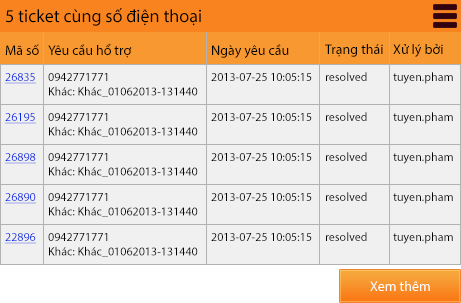 5 ticket cùng số điện thoại
Mã số Yêu cầu hỗ trợ Ngày yêu cầu Trạng thái Xử lý bởi
26835 0942771771 2013-07-25 10:05:15 resolved tuyen.pham
Khác: Khác_01062013-131440
26195 0942771771 2013-07-25 10:05:15 resolved tuyen.pham
Khác: Khác_01062013-131440
26898 0942771771 2013-07-25 10:05:15 resolved tuyen.pham
Khác: Khác_01062013-131440
26890 0942771771 2013-07-25 10:05:15 resolved tuyen.pham
Khác: Khác_01062013-131440
22896 0942771771 2013-07-25 10:05:15 resolved tuyen.pham
Khác: Khác_01062013-131440
Xem thêm